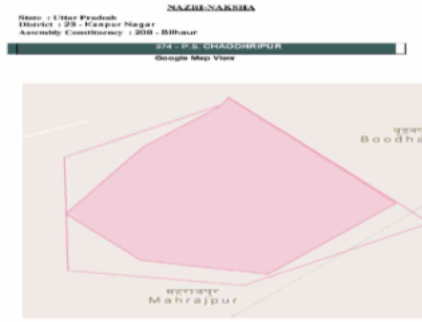 NAZRI-NAKSHA
State : Uttar Pradesh
District : 29 - Kanpur Nagar
Assembly Constituency : 209 - Bilhaur
374 - P.S. CHAODHRIPUR
Google Map View
Boodha
Mahrajpur